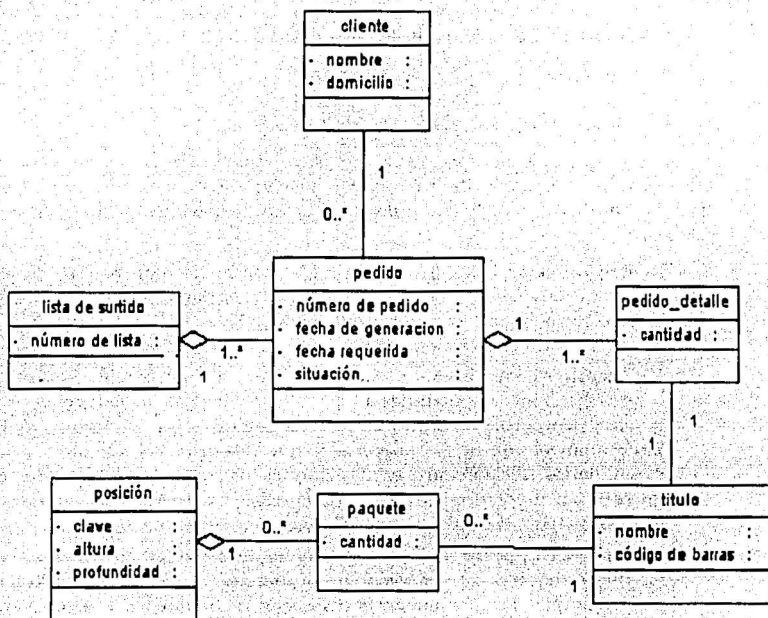 cliente
- nombre :
- domicilio :
1
0..*
pedido
- número de pedido :
- fecha de generacion :
- fecha requerida :
- situación :
lista de surtido
- número de lista :
1..*
1
1
1..*
pedido_detalle
- cantidad :
1
1
posición
- clave :
- altura :
- profundidad :
0..*
1
paquete
- cantidad :
0..*
1
titulo
- nombre :
- código de barras :